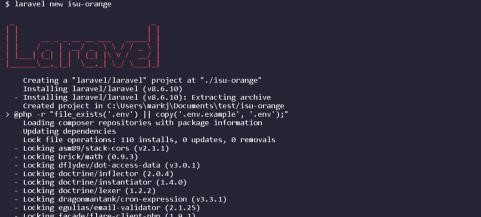 $ laravel new isu-orange
Creating a "laravel/laravel" project at "./isu-orange"
Installing laravel/laravel (v8.6.10)
- Installing laravel/laravel (v8.6.10): Extracting archive
Created project in C:\Users\markj\Documents\test/isu-orange
> @php -r "file_exists('.env') || copy('.env.example', '.env');"
Loading composer repositories with package information
Updating dependencies
Lock file operations: 110 installs, 0 updates, 0 removals
- Locking asm89/stack-cors (v2.1.1)
- Locking brick/math (0.9.3)
- Locking dflydev/dot-access-data (v3.0.1)
- Locking doctrine/inflector (2.0.4)
- Locking doctrine/instantiator (1.4.0)
- Locking doctrine/lexer (1.2.2)
- Locking dragonmantank/cron-expression (v3.3.1)
- Locking egulias/email-validator (2.1.25)
- Locking facade/flare-client-php (1.9.1)